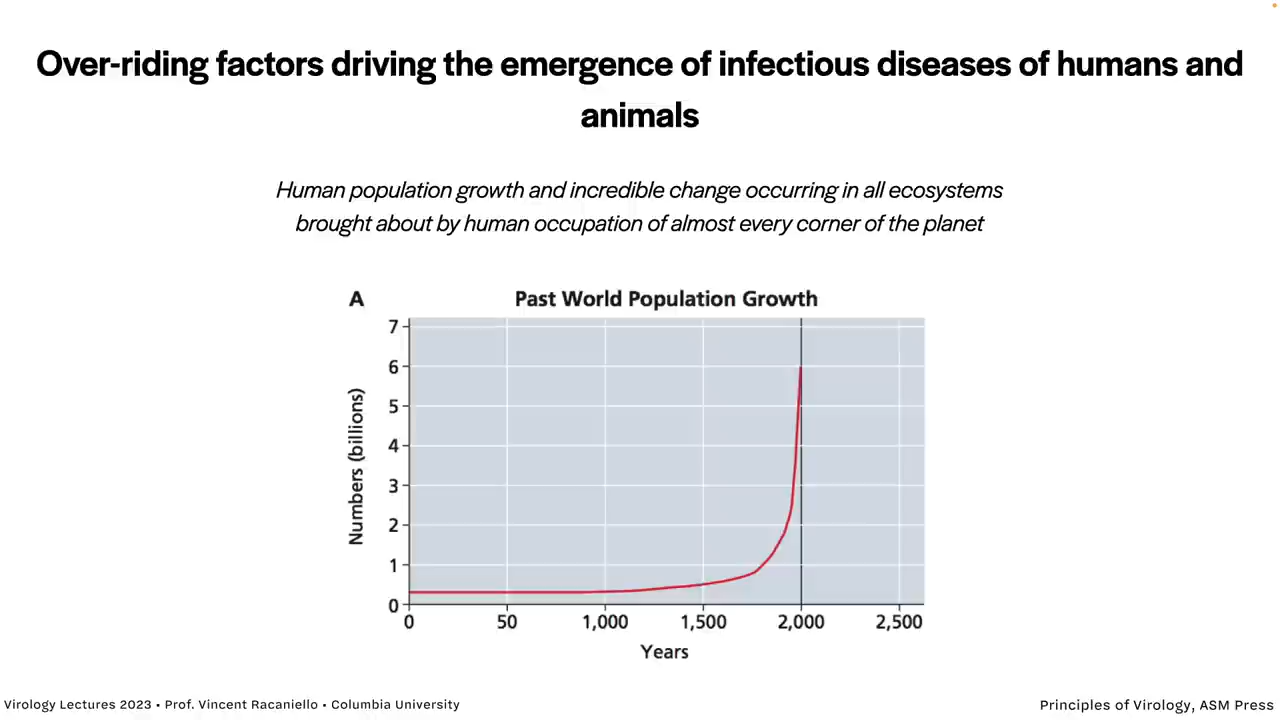 Over-riding factors driving the emergence of infectious diseases of humans and
animals
Human population growth and incredible change occurring in all ecosystems
brought about by human occupation of almost every corner of the planet
A
Past World Population Growth
Numbers (billions)
7
6
5
4
3
2
1
0
0 50 1,000 1,500 2,000 2,500
Years
Virology Lectures 2023 • Prof. Vincent Racaniello • Columbia University
Principles of Virology, ASM Press